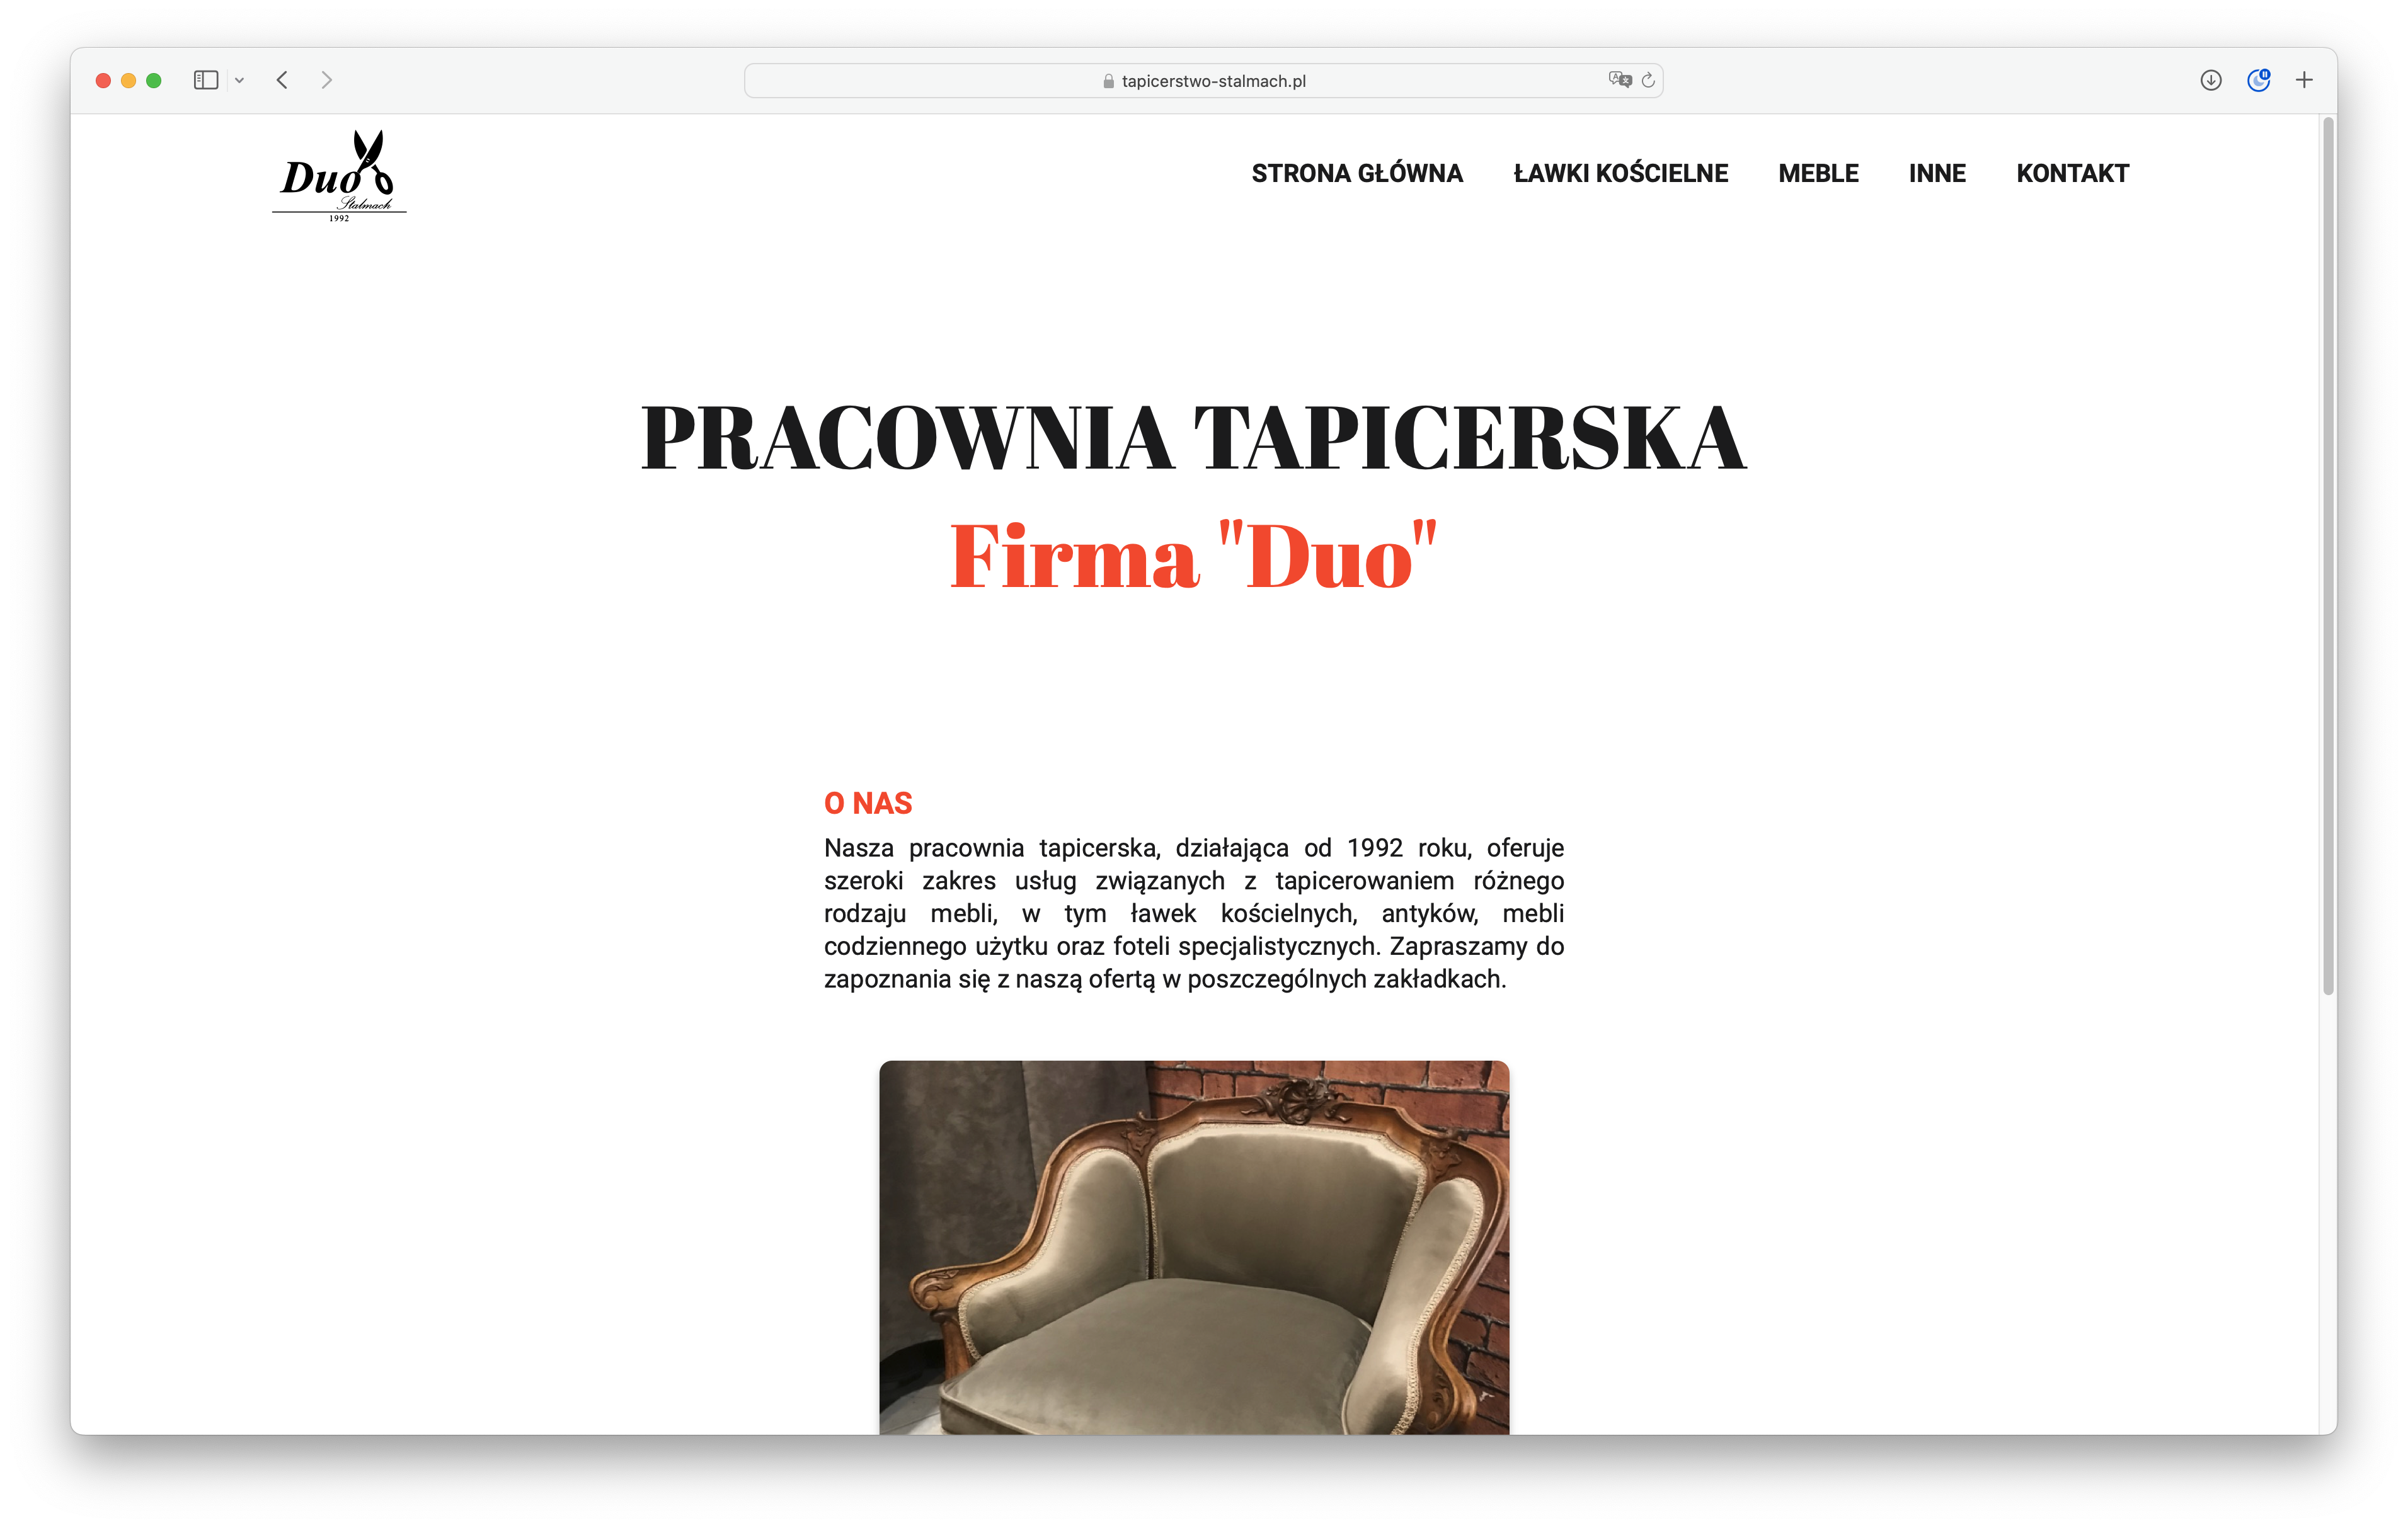 tapicerstwo-stalmach.pl
Duo
Stalmach
1992
STRONA GŁÓWNA
ŁAWKI KOŚCIELNE
MEBLE
INNE
KONTAKT
PRACOWNIA TAPICERSKA
Firma "Duo"
O NAS
Nasza pracownia tapicerska, działająca od 1992 roku, oferuje
szeroki zakres usług związanych z tapicerowaniem różnego
rodzaju mebli, w tym ławek kościelnych, antyków, mebli
codziennego użytku oraz foteli specjalistycznych. Zapraszamy do
zapoznania się z naszą ofertą w poszczególnych zakładkach.